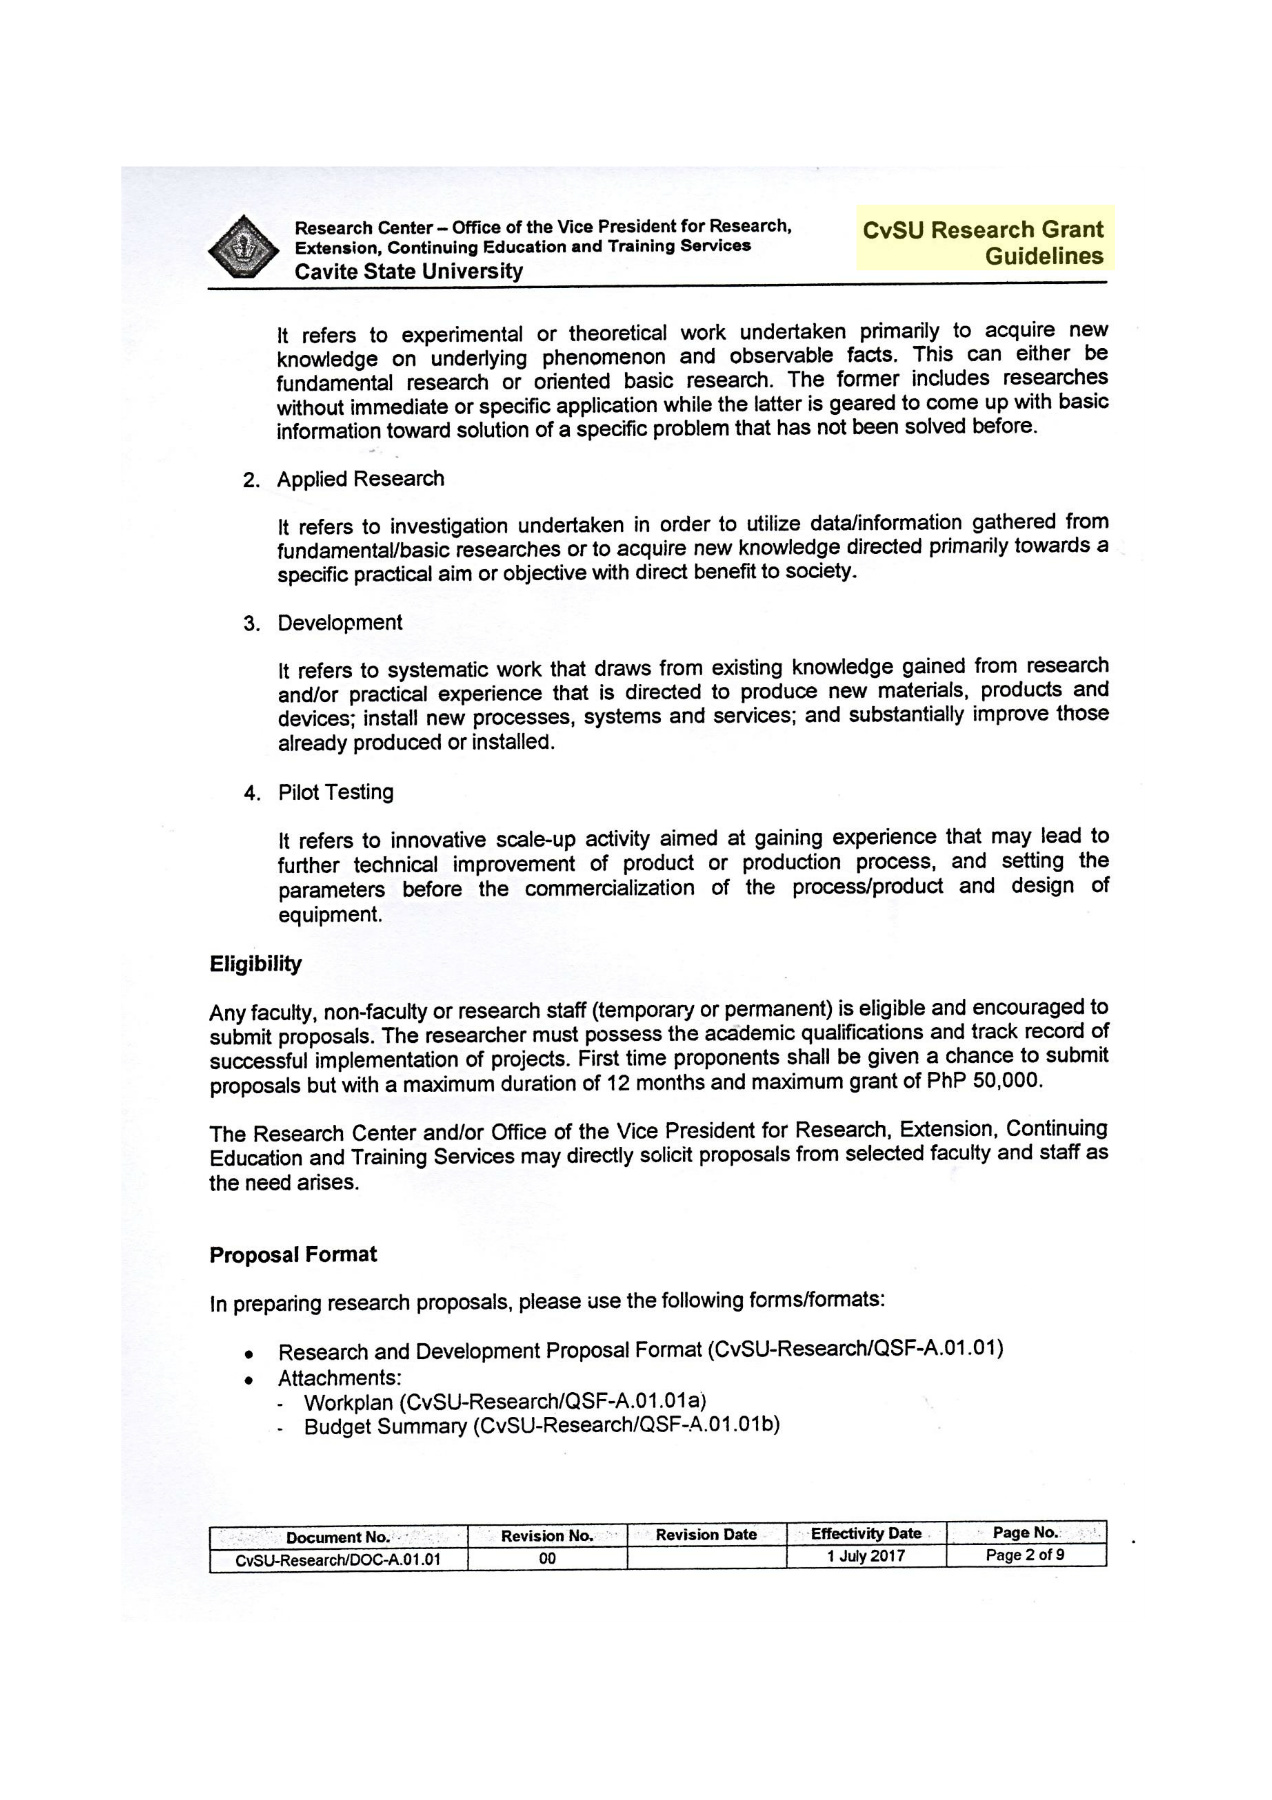 Research Center – Office of the Vice President for Research,
Extension, Continuing Education and Training Services
Cavite State University
CvSU Research Grant
Guidelines
It refers to experimental or theoretical work undertaken primarily to acquire new
knowledge on underlying phenomenon and observable facts. This can either be
fundamental research or oriented basic research. The former includes researches
without immediate or specific application while the latter is geared to come up with basic
information toward solution of a specific problem that has not been solved before.
2. Applied Research
It refers to investigation undertaken in order to utilize data/information gathered from
fundamental/basic researches or to acquire new knowledge directed primarily towards a
specific practical aim or objective with direct benefit to society.
3. Development
It refers to systematic work that draws from existing knowledge gained from research
and/or practical experience that is directed to produce new materials, products and
devices; install new processes, systems and services; and substantially improve those
already produced or installed.
4. Pilot Testing
It refers to innovative scale-up activity aimed at gaining experience that may lead to
further technical improvement of product or production process, and setting the
parameters before the commercialization of the process/product and design of
equipment.
Eligibility
Any faculty, non-faculty or research staff (temporary or permanent) is eligible and encouraged to
submit proposals. The researcher must possess the academic qualifications and track record of
successful implementation of projects. First time proponents shall be given a chance to submit
proposals but with a maximum duration of 12 months and maximum grant of PhP 50,000.
The Research Center and/or Office of the Vice President for Research, Extension, Continuing
Education and Training Services may directly solicit proposals from selected faculty and staff as
the need arises.
Proposal Format
In preparing research proposals, please use the following forms/formats:
• Research and Development Proposal Format (CvSU-Research/QSF-A.01.01)
• Attachments:
- Workplan (CvSU-Research/QSF-A.01.01a)
- Budget Summary (CvSU-Research/QSF-A.01.01b)
Document No. Revision No. Revision Date Effectivity Date Page No.
CvSU-Research/DOC-A.01.01 00 1 July 2017 Page 2 of 9